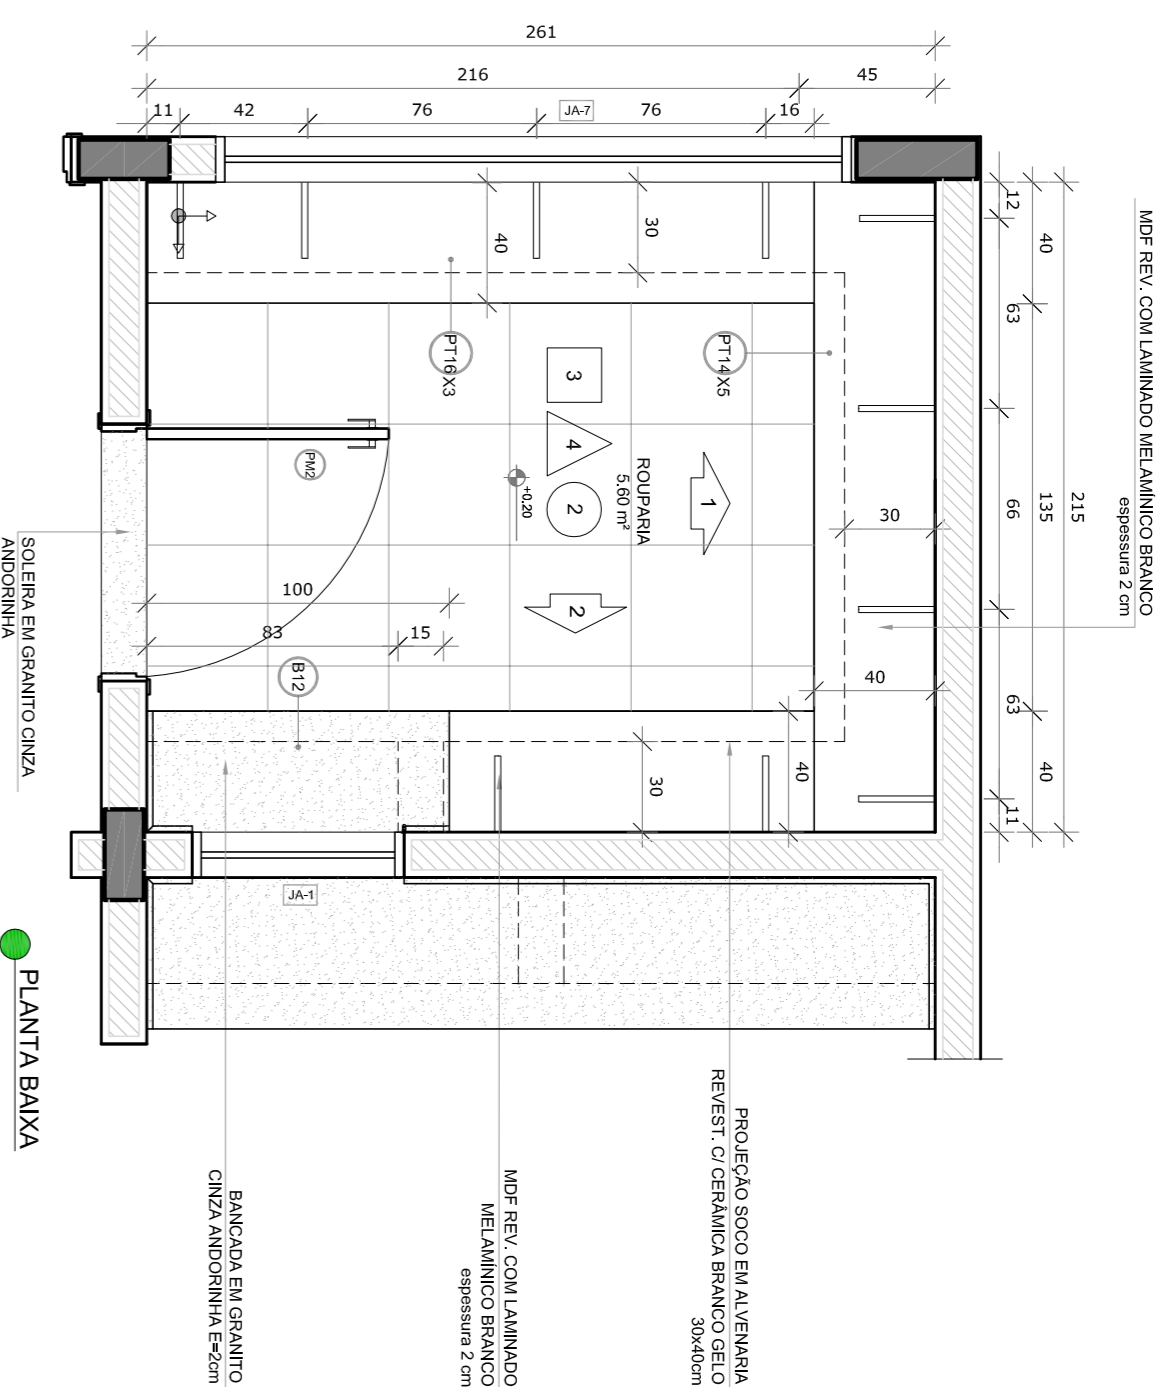 261
216
45
11
42
76
JA-7
76
16
12
40
63
66
135
215
63
40
11
MDF REV. COM LAMINADO MELAMÍNICO BRANCO
espessura 2 cm
40
30
PT16 X3
PT14 X5
3
4
2
ROUPARIA
5.60 m²
+0.20
1
2
PM2
30
100
83
15
B12
40
40
30
JA-1
SOLEIRA EM GRANITO CINZA
ANDORINHA
PLANTA BAIXA
PROJEÇÃO SOCO EM ALVENARIA
REVEST. C/ CERÂMICA BRANCO GELO
30x40cm
MDF REV. COM LAMINADO
MELAMÍNICO BRANCO
espessura 2 cm
BANCADA EM GRANITO
CINZA ANDORINHA E=2cm